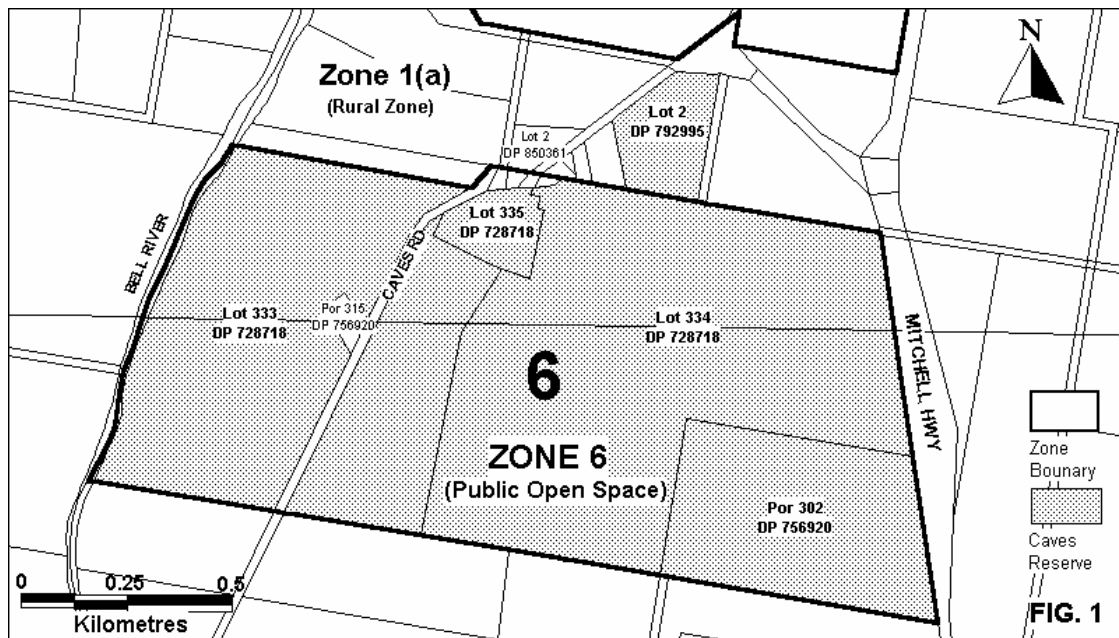 N
Zone 1(a)
(Rural Zone)
Lot 2
DP 792995
Lot 2
DP 850361
Lot 335
DP 728718
BELL RIVER
CAVES RD
Lot 333
DP 728718
Por 315
DP 756920
Lot 334
DP 728718
MITCHELL HWY
6
ZONE 6
(Public Open Space)
Por 302
DP 756920
Zone
Bounary
Caves
Reserve
0 0.25 0.5
Kilometres
FIG. 1